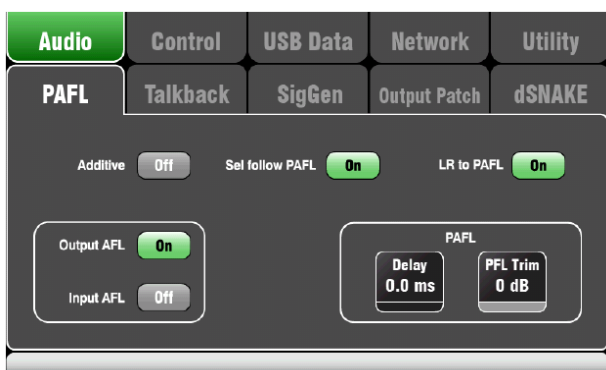 Audio Control USB Data Network Utility
PAFL Talkback SigGen Output Patch dSNAKE
Additive Off Sel follow PAFL On LR to PAFL On
Output AFL On
Input AFL Off
PAFL
Delay PFL Trim
0.0 ms 0 dB